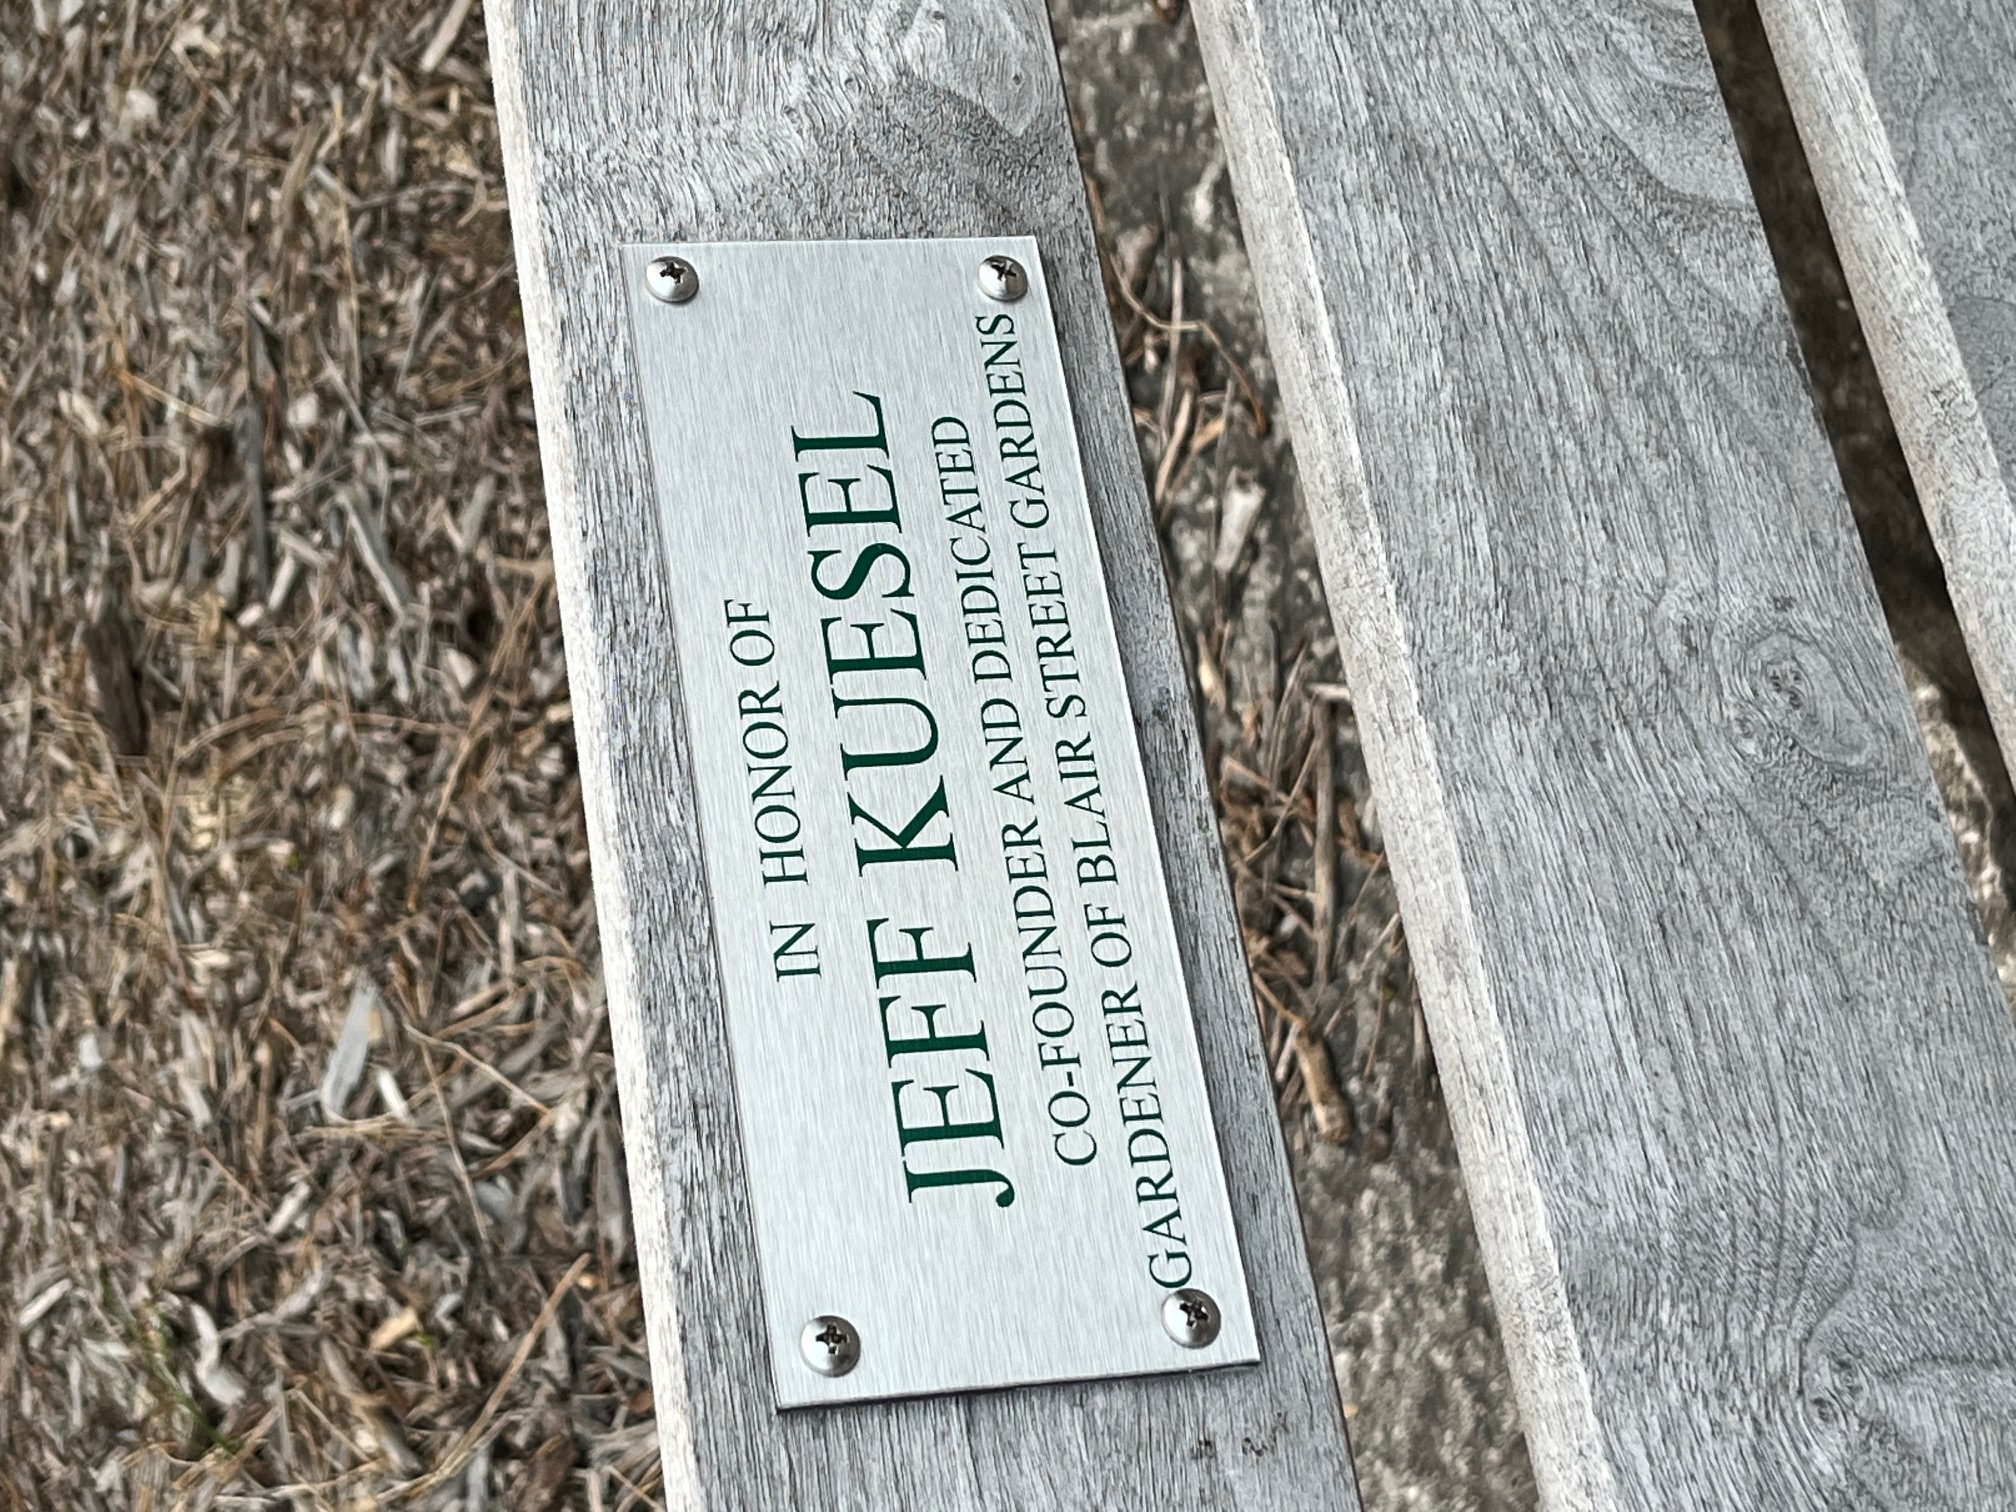 IN HONOR OF
JEFF KUESEL
CO-FOUNDER AND DEDICATED
GARDENER OF BLAIR STREET GARDENS